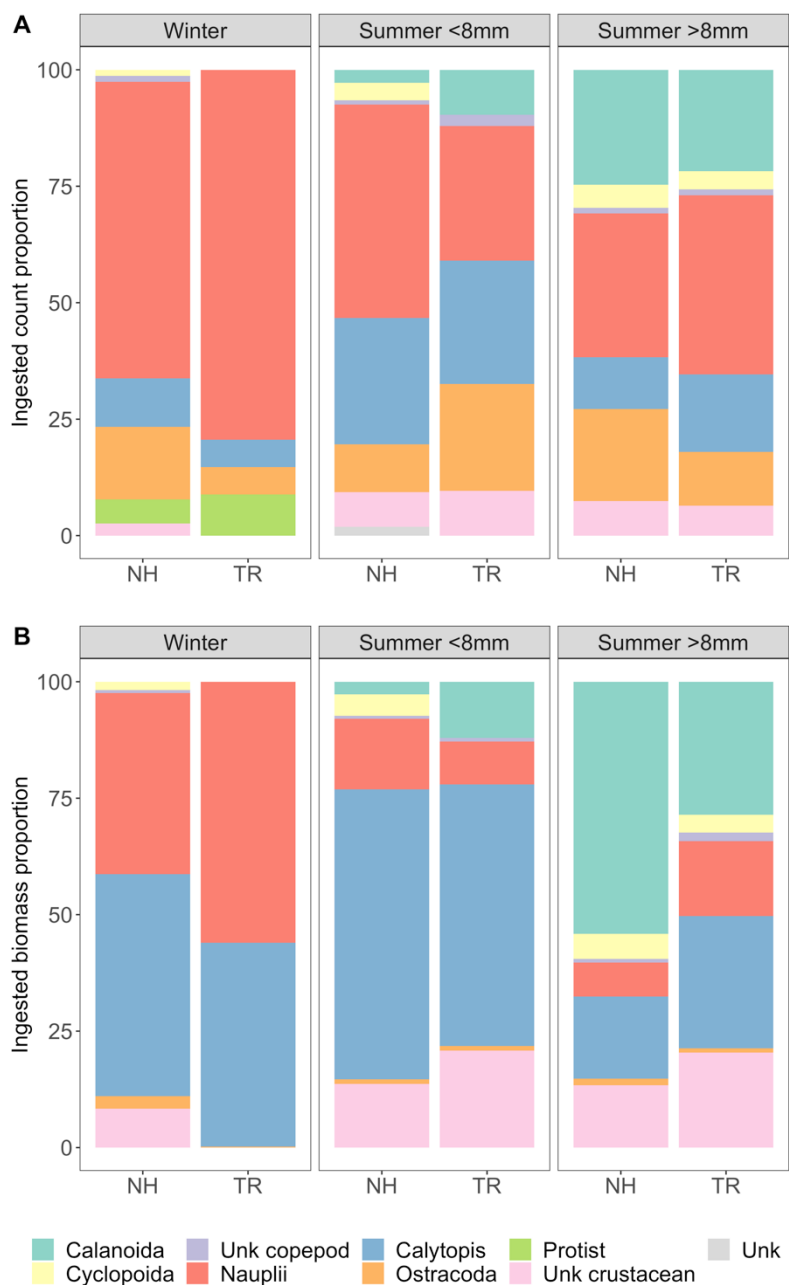 A
Winter Summer <8mm Summer >8mm
Ingested count proportion
100
75
50
25
0
NH TR NH TR NH TR
B
Winter Summer <8mm Summer >8mm
Ingested biomass proportion
100
75
50
25
0
NH TR NH TR NH TR
Calanoida Unk copepod Calytopis Protist Unk
Cyclopoida Nauplii Ostracoda Unk crustacean